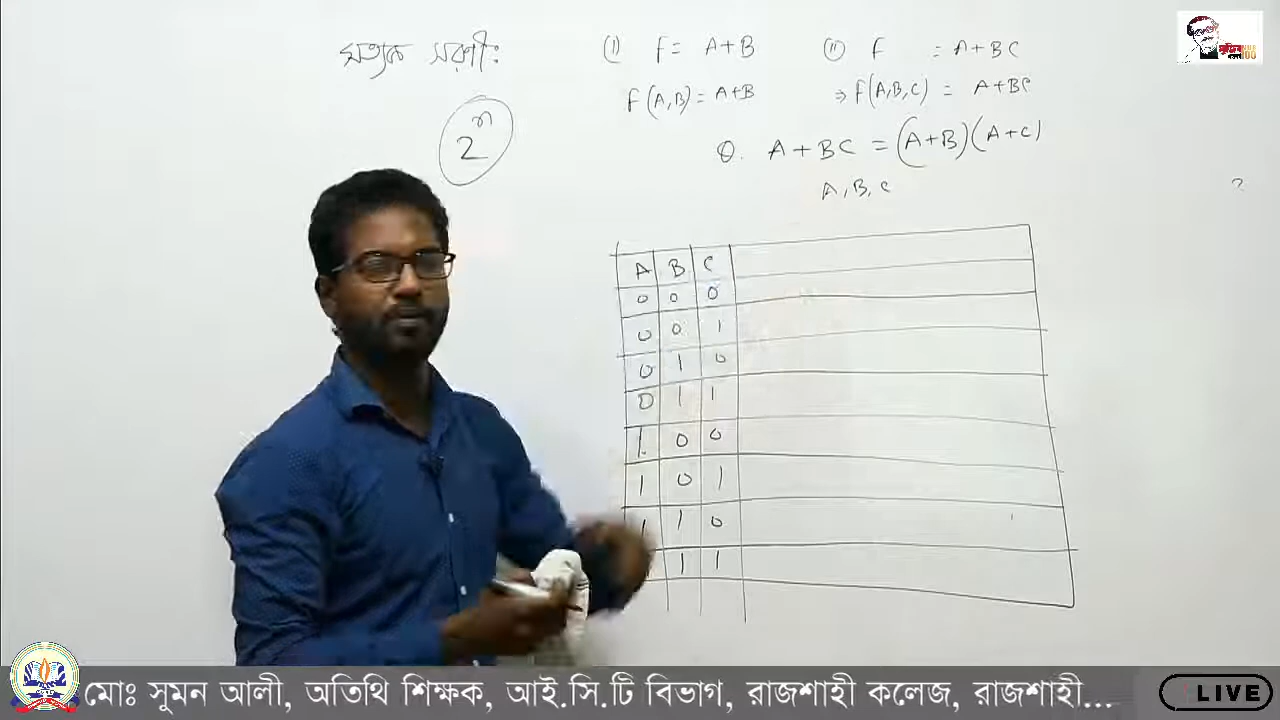 সত্যক সারণী:
(i) F = A+B
(ii) F = A+BC
F(A,B) = A+B
⇒ F(A,B,C) = A+BC
2ⁿ
Q. A+BC = (A+B)(A+C)
A, B, C
A B C
0 0 0
0 0 1
0 1 0
0 1 1
1 0 0
1 0 1
1 1 0
1 1
মোঃ সুমন আলী, অতিথি শিক্ষক, আই.সি.টি বিভাগ, রাজশাহী কলেজ, রাজশাহী...
LIVE